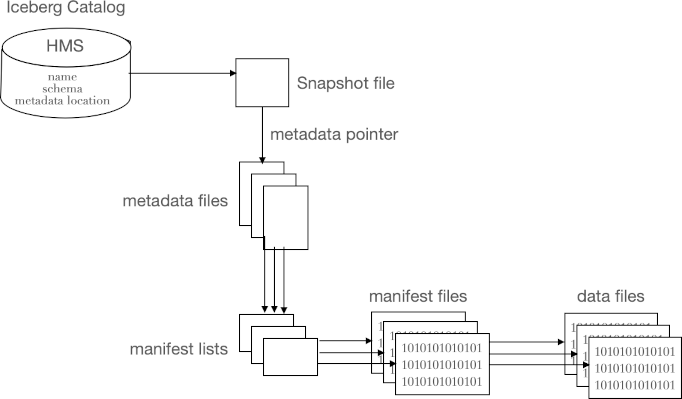 Iceberg Catalog
HMS
name
schema
metadata location
Snapshot file
metadata pointer
metadata files
manifest lists
manifest files
1010101010101
1010101010101
1010101010101
data files
1010101010101
1010101010101
1010101010101